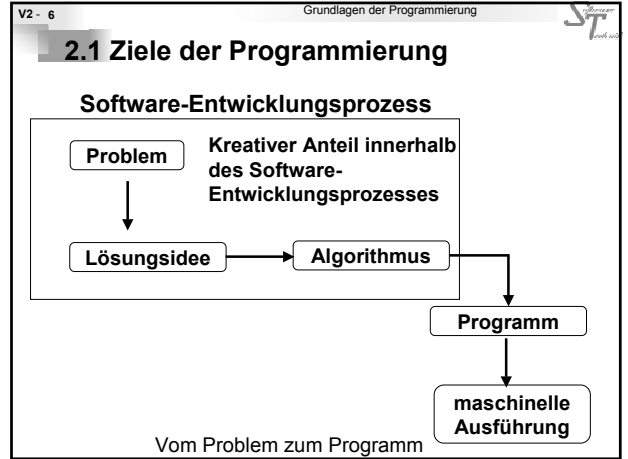 V2 - 6
Grundlagen der Programmierung
2.1 Ziele der Programmierung
Software-Entwicklungsprozess
Problem
Kreativer Anteil innerhalb
des Software-
Entwicklungsprozesses
Lösungsidee
Algorithmus
Programm
maschinelle
Ausführung
Vom Problem zum Programm